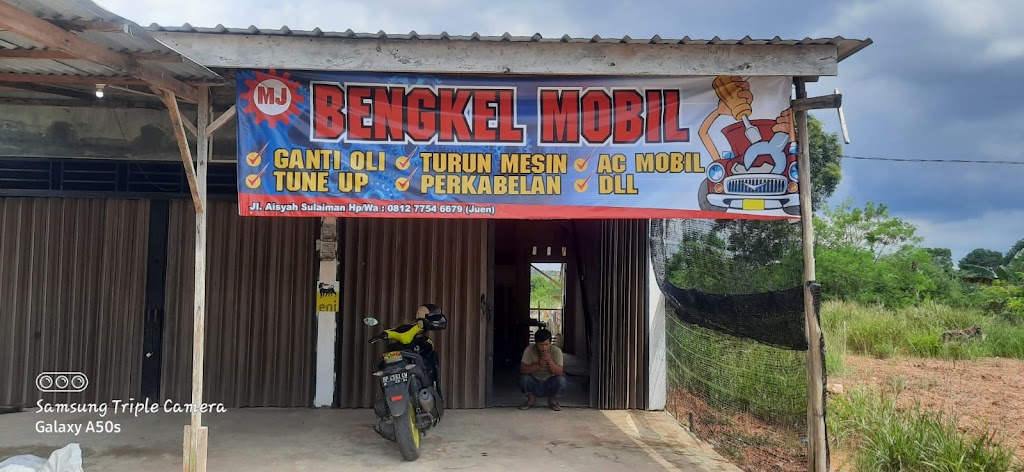 MJ
BENGKEL MOBIL
GANTI OLI TURUN MESIN AC MOBIL
TUNE UP PERKABELAN DLL
Jl. Aisyah Sulaiman Hp/Wa : 0812 7754 6679 (Juen)
eni
Samsung Triple Camera
Galaxy A50s